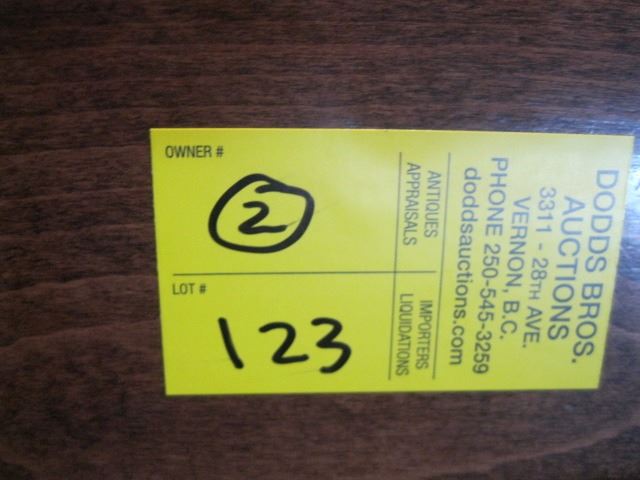 DODDS BROS.
AUCTIONS
3311 - 28TH AVE.
VERNON, B.C.
PHONE 250-545-3259
doddsauctions.com
ANTIQUES
APPRAISALS
IMPORTERS
LIQUIDATIONS
OWNER #
2
LOT #
123